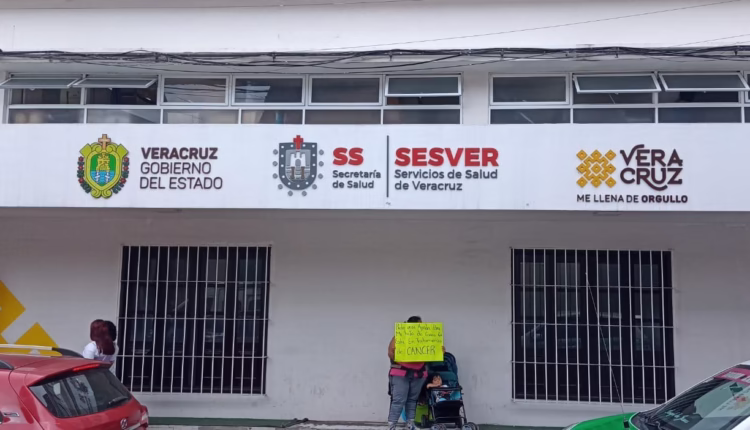 VERACRUZ
GOBIERNO
DEL ESTADO
SS
Secretaría
de Salud
SESVER
Servicios de Salud
de Veracruz
VERA
CRUZ
ME LLENA DE ORGULLO
de CANCER